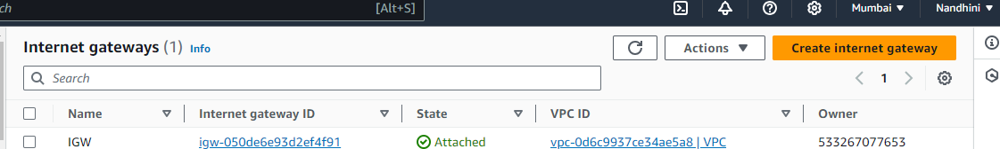 rch [Alt+S] Mumbai Nandhini
Internet gateways (1) Info Actions Create internet gateway
Search
1
Name Internet gateway ID State VPC ID Owner
IGW igw-050de6e93d2ef4f91 Attached vpc-0d6c9937ce34ae5a8 | VPC 533267077653